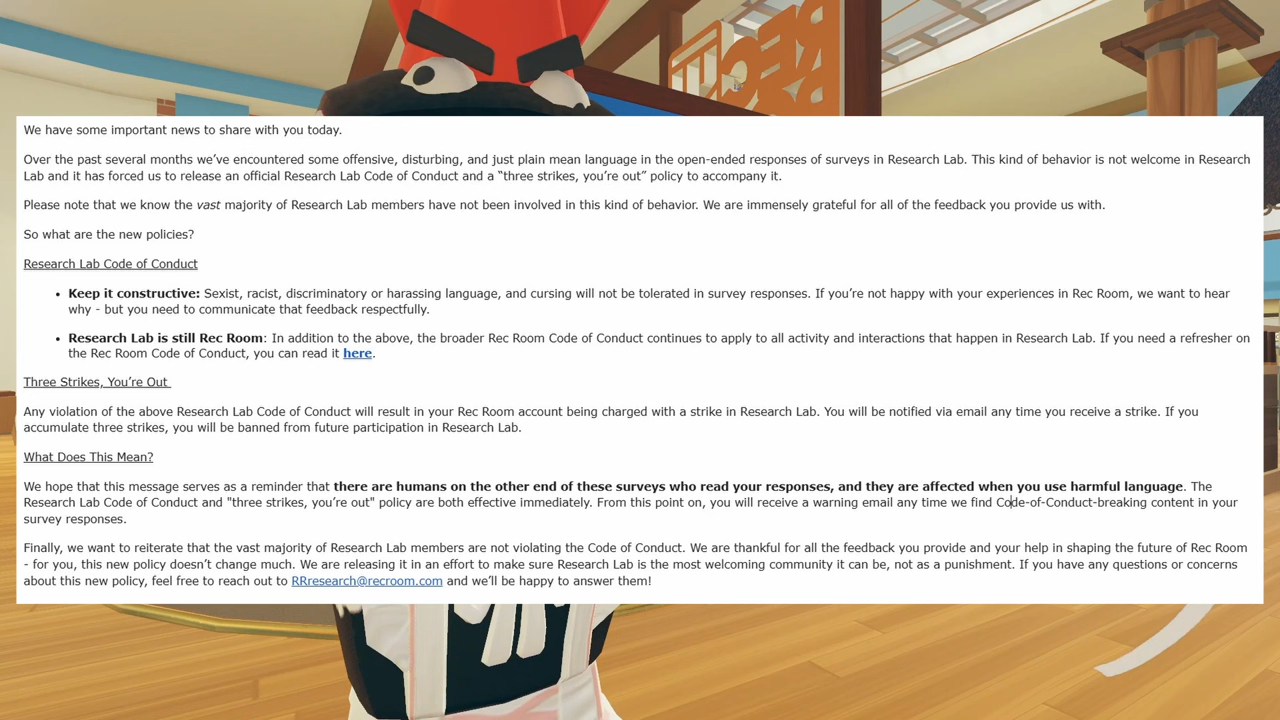 REC
We have some important news to share with you today.
Over the past several months we’ve encountered some offensive, disturbing, and just plain mean language in the open-ended responses of surveys in Research Lab. This kind of behavior is not welcome in Research
Lab and it has forced us to release an official Research Lab Code of Conduct and a “three strikes, you’re out” policy to accompany it.
Please note that we know the vast majority of Research Lab members have not been involved in this kind of behavior. We are immensely grateful for all of the feedback you provide us with.
So what are the new policies?
Research Lab Code of Conduct
• Keep it constructive: Sexist, racist, discriminatory or harassing language, and cursing will not be tolerated in survey responses. If you’re not happy with your experiences in Rec Room, we want to hear
why - but you need to communicate that feedback respectfully.
• Research Lab is still Rec Room: In addition to the above, the broader Rec Room Code of Conduct continues to apply to all activity and interactions that happen in Research Lab. If you need a refresher on
the Rec Room Code of Conduct, you can read it here.
Three Strikes, You’re Out
Any violation of the above Research Lab Code of Conduct will result in your Rec Room account being charged with a strike in Research Lab. You will be notified via email any time you receive a strike. If you
accumulate three strikes, you will be banned from future participation in Research Lab.
What Does This Mean?
We hope that this message serves as a reminder that there are humans on the other end of these surveys who read your responses, and they are affected when you use harmful language. The
Research Lab Code of Conduct and "three strikes, you’re out" policy are both effective immediately. From this point on, you will receive a warning email any time we find Code-of-Conduct-breaking content in your
survey responses.
Finally, we want to reiterate that the vast majority of Research Lab members are not violating the Code of Conduct. We are thankful for all the feedback you provide and your help in shaping the future of Rec Room
- for you, this new policy doesn’t change much. We are releasing it in an effort to make sure Research Lab is the most welcoming community it can be, not as a punishment. If you have any questions or concerns
about this new policy, feel free to reach out to RRresearch@recroom.com and we’ll be happy to answer them!